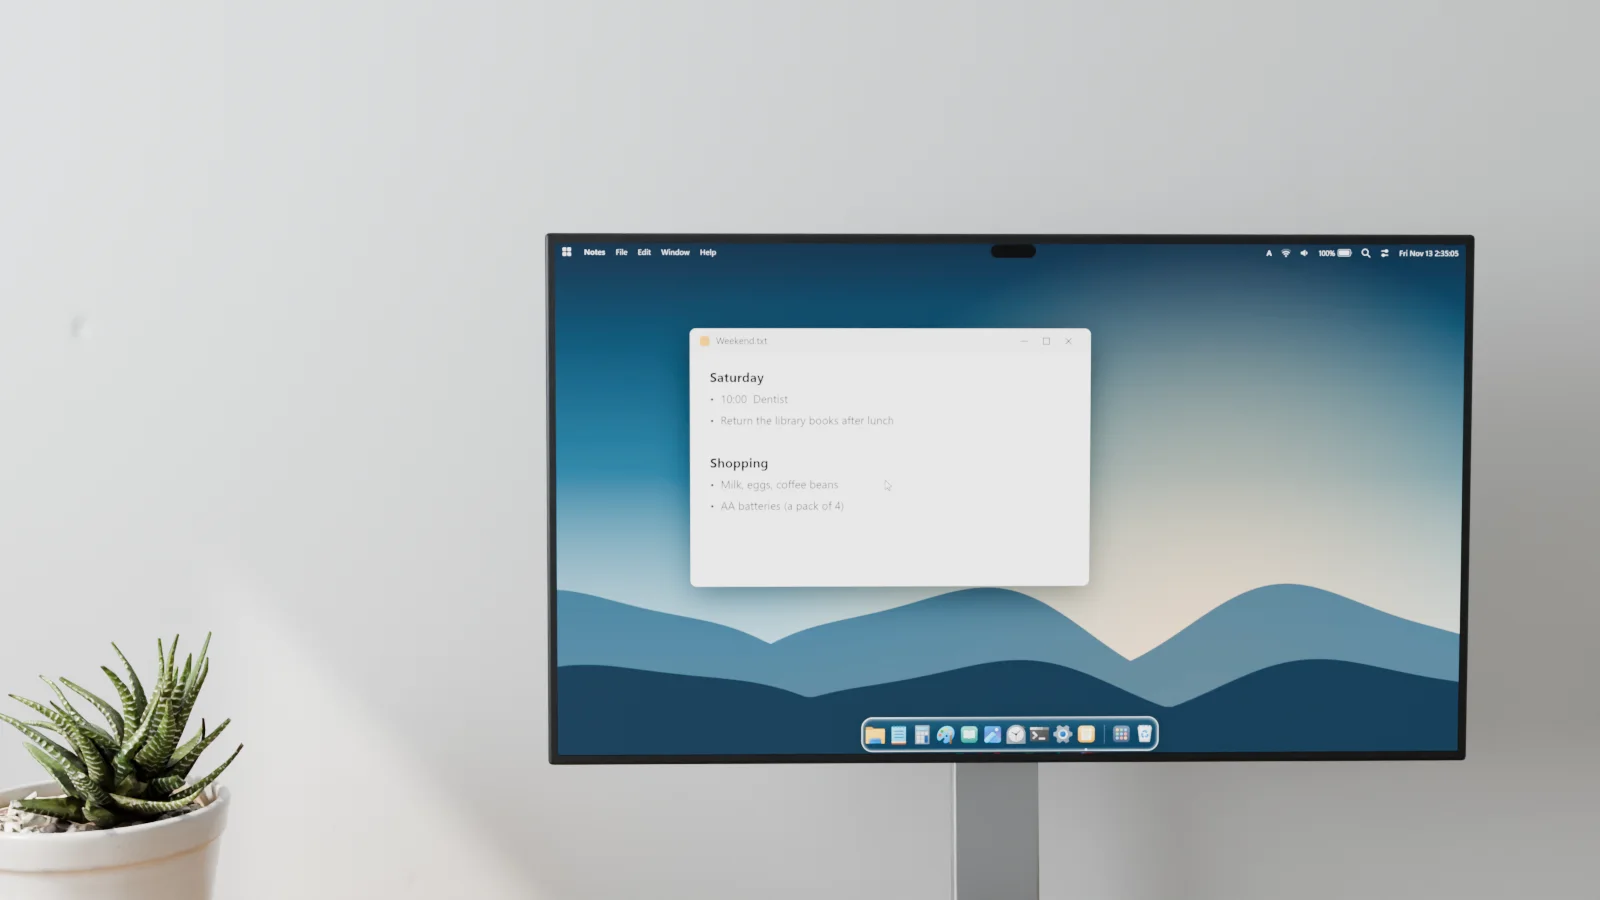 Notes File Edit Window Help
A 100% Fri Nov 13 2:35:05
Weekend.txt
Saturday
• 10:00 Dentist
• Return the library books after lunch
Shopping
• Milk, eggs, coffee beans
• AA batteries (a pack of 4)